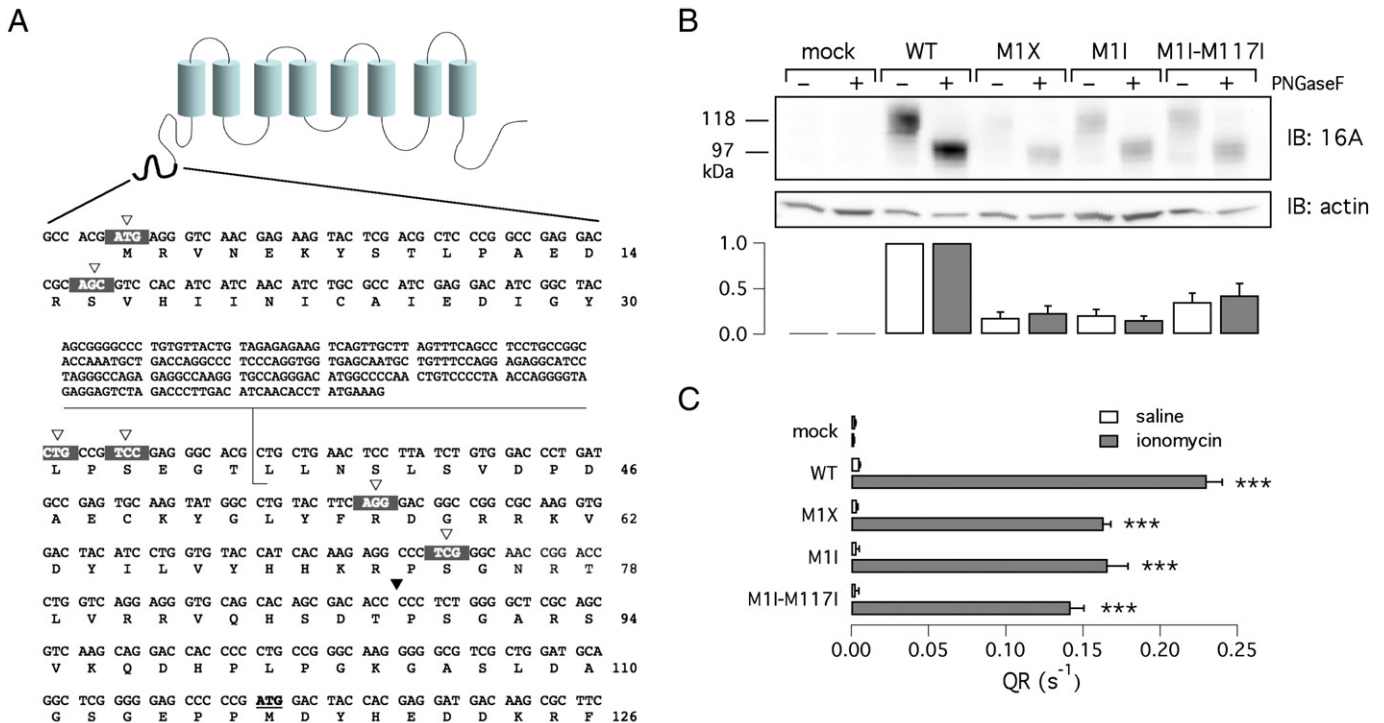 A
GCC ACG ATG AGG GTC AAC GAG AAG TAC TCG ACG CTC CCG GCC GAG GAC
M R V N E K Y S T L P A E D 14
CGC AGC GTC CAC ATC ATC AAC ATC TGC GCC ATC GAG GAC ATC GGC TAC
R S V H I I N I C A I E D I G Y 30
AGCGGGGCCC TGTGTTACTG TAGAGAGAAG TCAGTTGCTT AGTTTCAGCC TCCTGCCGGC
ACCAAATGCT GACCAGGCCC TCCCAGGTGG TGAGCAATGC TGTTTCCAGG AGAGGCATCC
TAGGGCCAGA GAGGCCAAGG TGCCAGGGAC ATGGCCCCAA CTGTCCCCTA ACCAGGGGTA
GAGGAGTCTA GACCCTTGAC ATCAACACCT ATGAAAG
CTG CCG TCC GAG GGC ACG CTG CTG AAC TCC TTA TCT GTG GAC CCT GAT
L P S E G T L L N S L S V D P D 46
GCC GAG TGC AAG TAT GGC CTG TAC TTC AGG GAC GGC CGG CGC AAG GTG
A E C K Y G L Y F R D G R R K V 62
GAC TAC ATC CTG GTG TAC CAT CAC AAG AGG CCC TCG GGC AAC CGG ACC
D Y I L V Y H H K R P S G N R T 78
CTG GTC AGG AGG GTG CAG CAC AGC GAC ACC CCC TCT GGG GCT CGC AGC
L V R R V Q H S D T P S G A R S 94
GTC AAG CAG GAC CAC CCC CTG CCG GGC AAG GGG GCG TCG CTG GAT GCA
V K Q D H P L P G K G A S L D A 110
GGC TCG GGG GAG CCC CCG ATG GAC TAC CAC GAG GAT GAC AAG CGC TTC
G S G E P P M D Y H E D D K R F 126
B
mock WT M1X M1I M1I-M117I
– + – + – + – + – + PNGaseF
118
97
kDa
IB: 16A
IB: actin
1.0
0.5
0.0
C
saline
ionomycin
mock
WT ***
M1X ***
M1I ***
M1I-M117I ***
0.00 0.05 0.10 0.15 0.20 0.25
QR (s⁻¹)